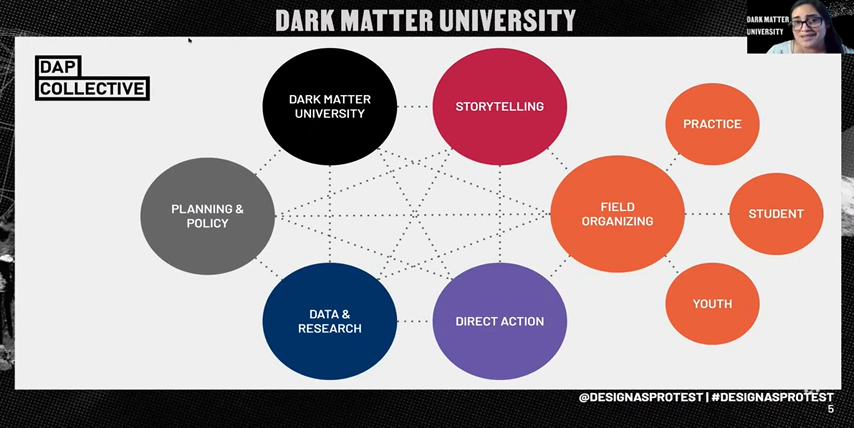 DARK MATTER UNIVERSITY
DARK MATTER
UNIVERSITY
DAP
COLLECTIVE
DARK MATTER
UNIVERSITY
STORYTELLING
PRACTICE
PLANNING &
POLICY
FIELD
ORGANIZING
STUDENT
DATA &
RESEARCH
DIRECT ACTION
YOUTH
@DESIGNASPROTEST | #DESIGNASPROTEST
5